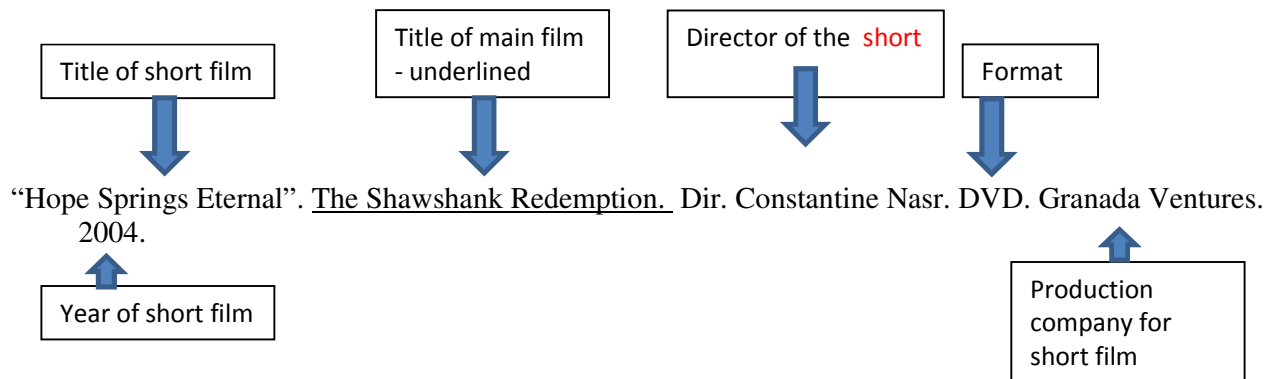 Title of short film
Title of main film
- underlined
Director of the short
Format
“Hope Springs Eternal”. The Shawshank Redemption. Dir. Constantine Nasr. DVD. Granada Ventures.
2004.
Year of short film
Production
company for
short film